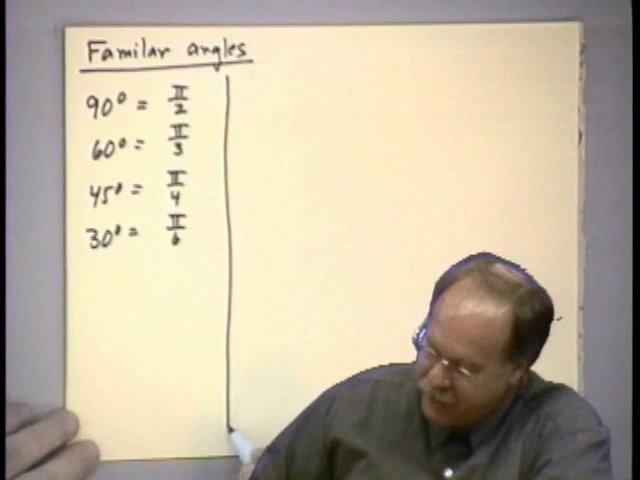 Familar angles
90° = π/2
60° = π/3
45° = π/4
30° = π/6